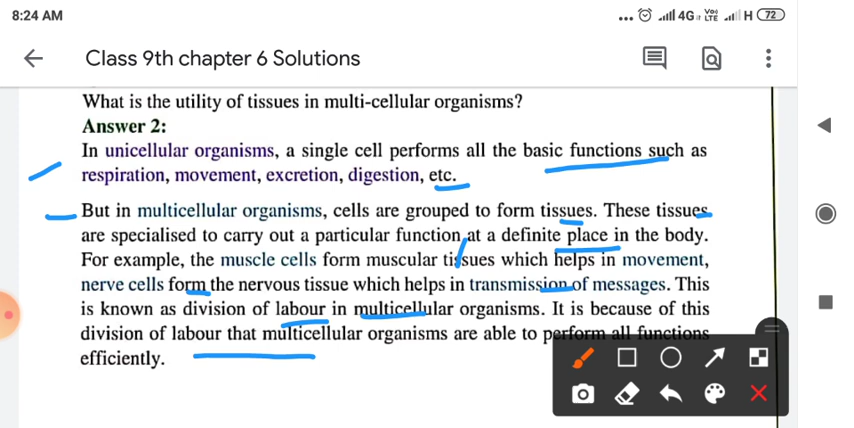 8:24 AM
... 4G Vo) LTE H 72
Class 9th chapter 6 Solutions
What is the utility of tissues in multi-cellular organisms?
Answer 2:
In unicellular organisms, a single cell performs all the basic functions such as
respiration, movement, excretion, digestion, etc.
But in multicellular organisms, cells are grouped to form tissues. These tissues
are specialised to carry out a particular function at a definite place in the body.
For example, the muscle cells form muscular tissues which helps in movement,
nerve cells form the nervous tissue which helps in transmission of messages. This
is known as division of labour in multicellular organisms. It is because of this
division of labour that multicellular organisms are able to perform all functions
efficiently.